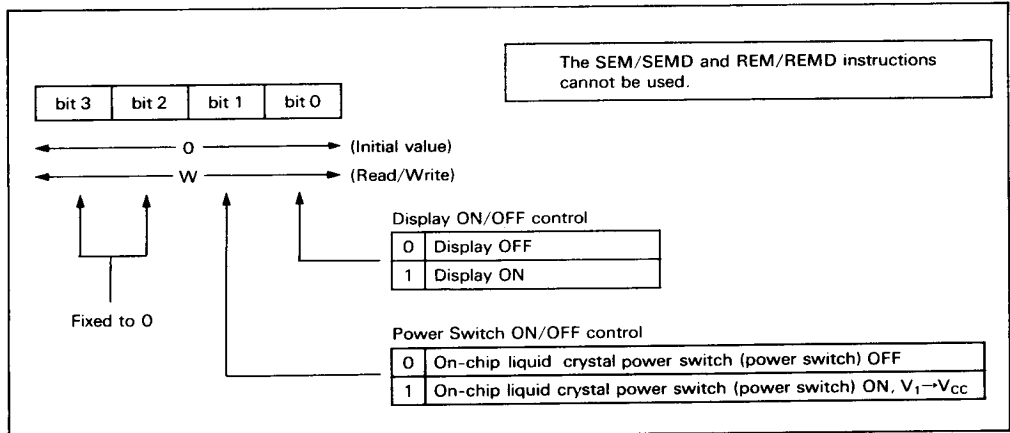 The SEM/SEMD and REM/REMD instructions
cannot be used.
bit 3 bit 2 bit 1 bit 0
0 (Initial value)
W (Read/Write)
Display ON/OFF control
0 Display OFF
1 Display ON
Fixed to 0
Power Switch ON/OFF control
0 On-chip liquid crystal power switch (power switch) OFF
1 On-chip liquid crystal power switch (power switch) ON, V₁→VCC